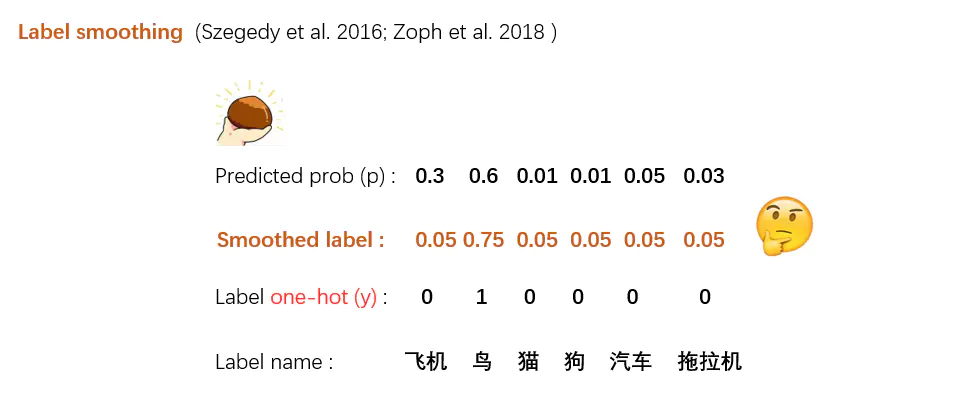 Label smoothing (Szegedy et al. 2016; Zoph et al. 2018 )
Predicted prob (p) : 0.3 0.6 0.01 0.01 0.05 0.03
Smoothed label : 0.05 0.75 0.05 0.05 0.05 0.05
Label one-hot (y) : 0 1 0 0 0 0
Label name : 飞机 鸟 猫 狗 汽车 拖拉机